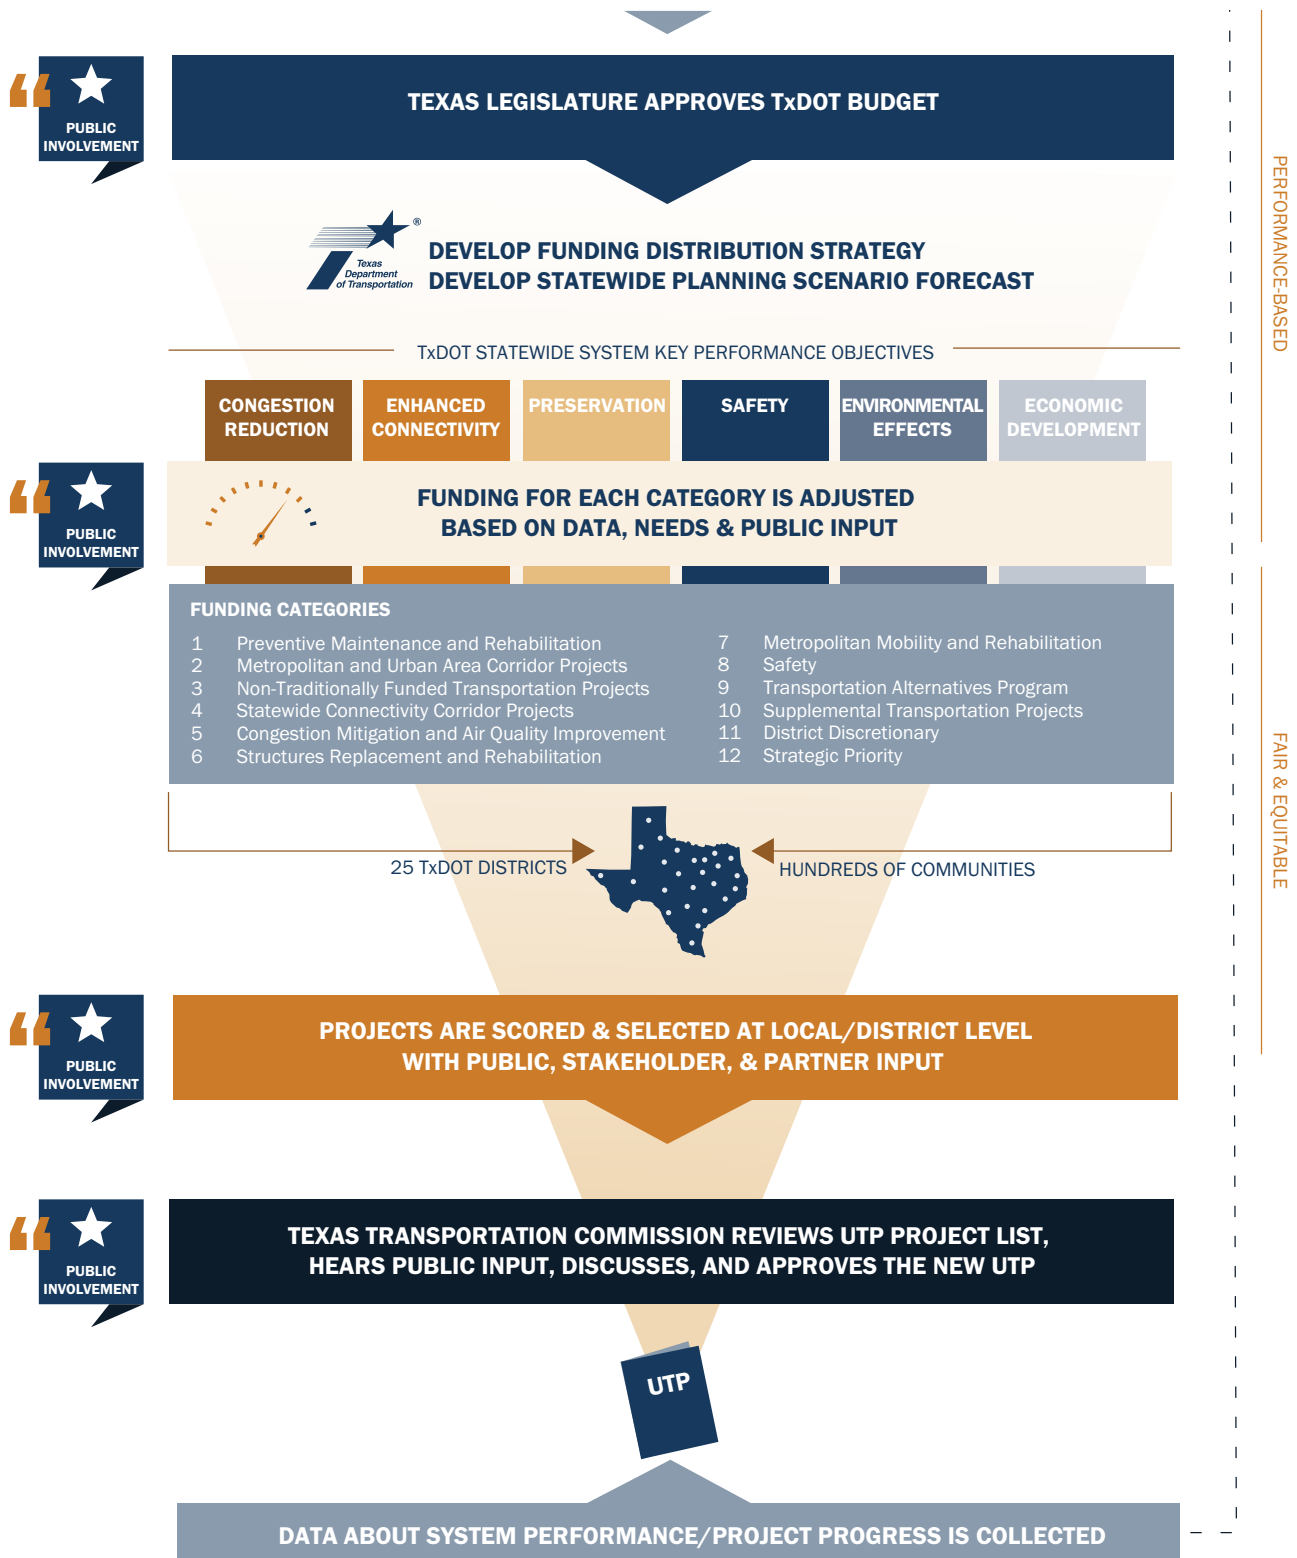 TEXAS LEGISLATURE APPROVES TxDOT BUDGET
“
PUBLIC
INVOLVEMENT
®
Texas
Department
of Transportation
DEVELOP FUNDING DISTRIBUTION STRATEGY
DEVELOP STATEWIDE PLANNING SCENARIO FORECAST
PERFORMANCE-BASED
TxDOT STATEWIDE SYSTEM KEY PERFORMANCE OBJECTIVES
CONGESTION
REDUCTION
ENHANCED
CONNECTIVITY
PRESERVATION
SAFETY
ENVIRONMENTAL
EFFECTS
ECONOMIC
DEVELOPMENT
“
PUBLIC
INVOLVEMENT
FUNDING FOR EACH CATEGORY IS ADJUSTED
BASED ON DATA, NEEDS & PUBLIC INPUT
FUNDING CATEGORIES
1 Preventive Maintenance and Rehabilitation
2 Metropolitan and Urban Area Corridor Projects
3 Non-Traditionally Funded Transportation Projects
4 Statewide Connectivity Corridor Projects
5 Congestion Mitigation and Air Quality Improvement
6 Structures Replacement and Rehabilitation
7 Metropolitan Mobility and Rehabilitation
8 Safety
9 Transportation Alternatives Program
10 Supplemental Transportation Projects
11 District Discretionary
12 Strategic Priority
FAIR & EQUITABLE
25 TxDOT DISTRICTS
HUNDREDS OF COMMUNITIES
“
PUBLIC
INVOLVEMENT
PROJECTS ARE SCORED & SELECTED AT LOCAL/DISTRICT LEVEL
WITH PUBLIC, STAKEHOLDER, & PARTNER INPUT
“
PUBLIC
INVOLVEMENT
TEXAS TRANSPORTATION COMMISSION REVIEWS UTP PROJECT LIST,
HEARS PUBLIC INPUT, DISCUSSES, AND APPROVES THE NEW UTP
UTP
DATA ABOUT SYSTEM PERFORMANCE/PROJECT PROGRESS IS COLLECTED